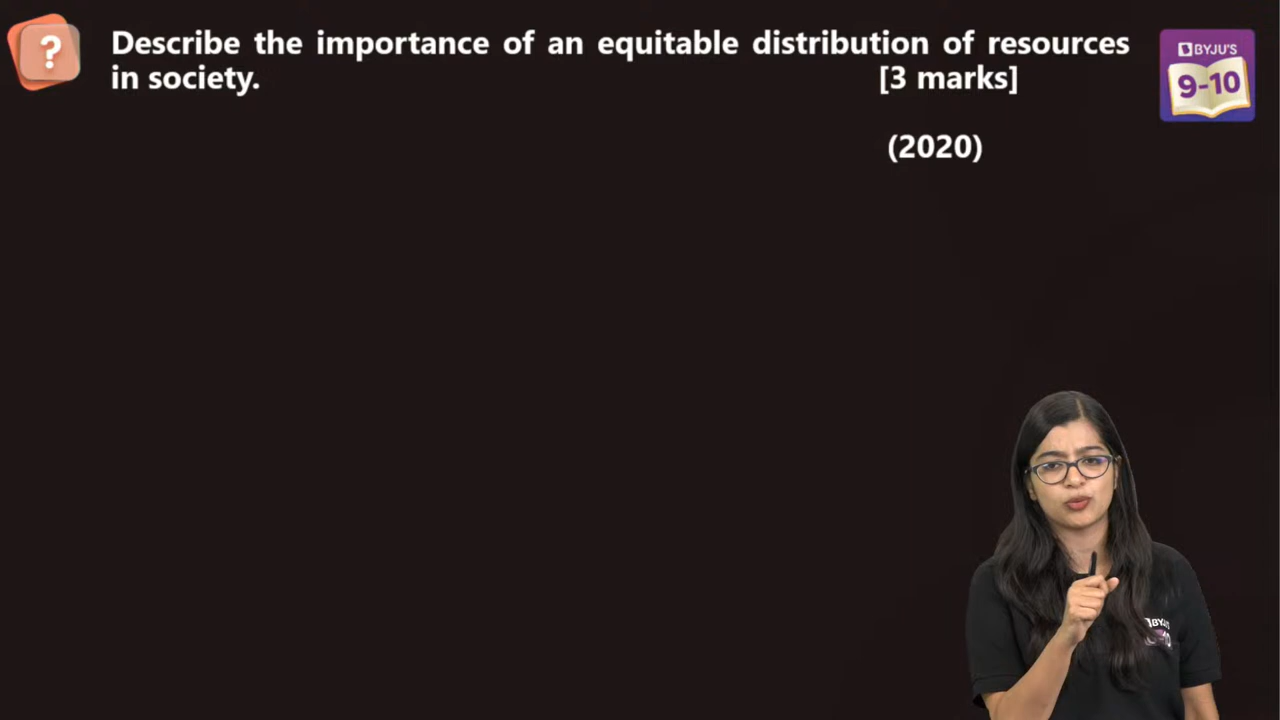 ?
Describe the importance of an equitable distribution of resources
in society. [3 marks]
(2020)
BYJU'S
9-10